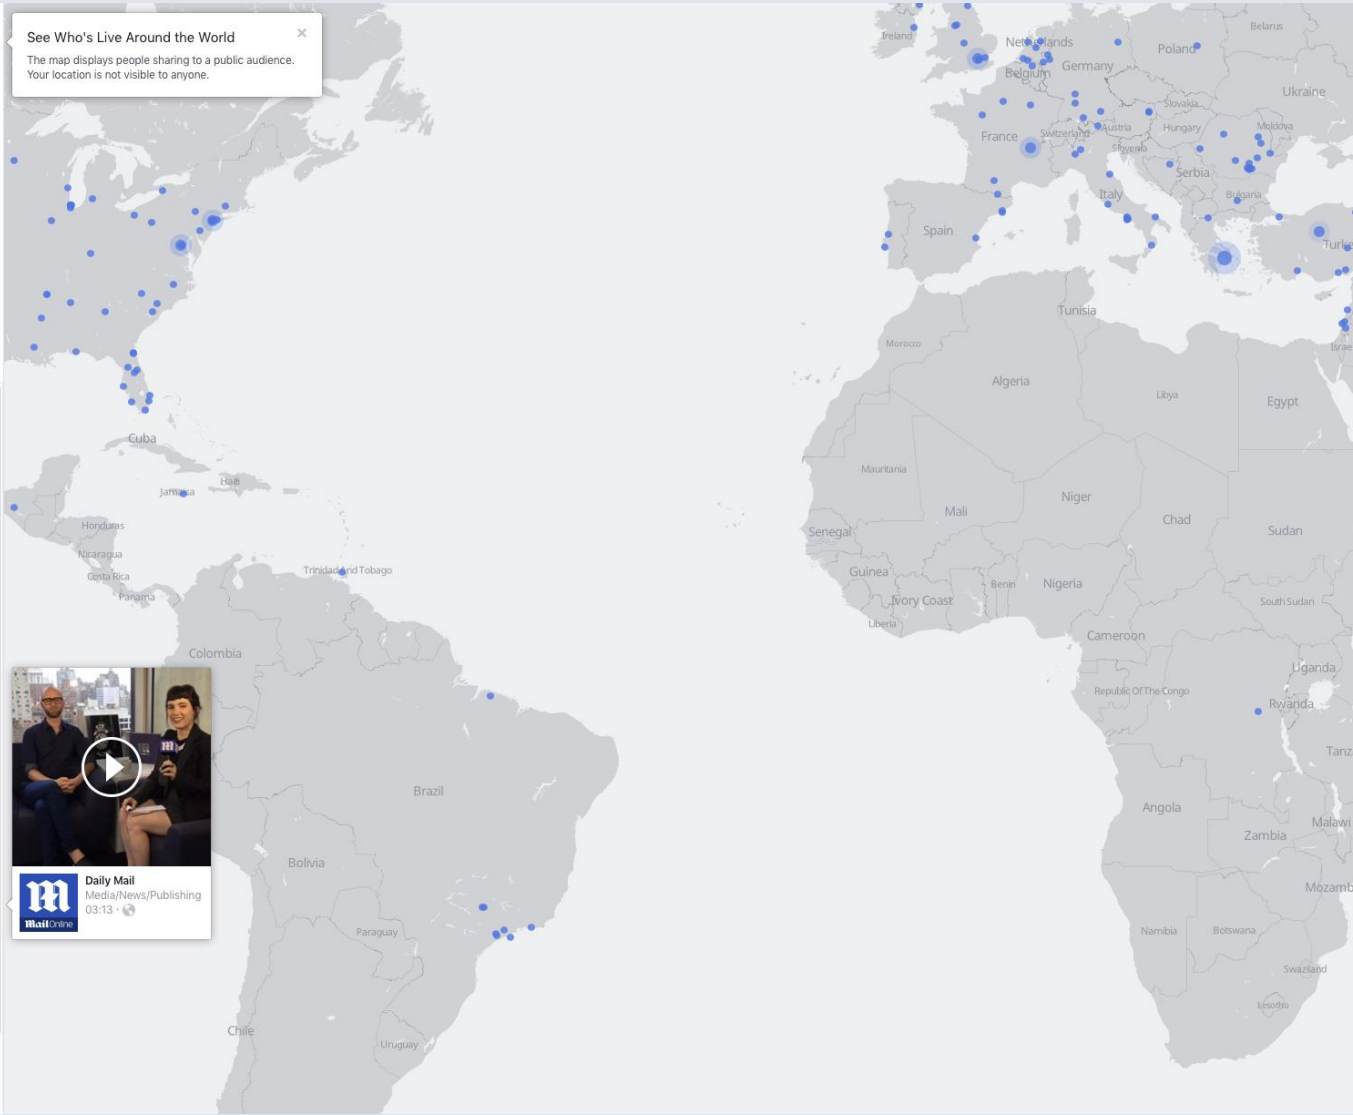 See Who's Live Around the World
×
The map displays people sharing to a public audience.
Your location is not visible to anyone.
Ireland
Netherlands
Belgium
Germany
Poland
Belarus
Ukraine
Slovakia
France
Switzerland
Austria
Hungary
Moldova
Slovenia
Serbia
Italy
Bulgaria
Spain
Turke
Tunisia
Morocco
Israe
Algeria
Libya
Egypt
Cuba
Mauritania
Haiti
Jamaica
Niger
Mali
Chad
Honduras
Senegal
Sudan
Nicaragua
Trinidad And Tobago
Guinea
Costa Rica
Benin
Nigeria
Panama
Ivory Coast
South Sudan
Liberia
Cameroon
Colombia
Uganda
Republic Of The Congo
Rwanda
Tanz
Brazil
Angola
Malawi
Zambia
Bolivia
Daily Mail
Media/News/Publishing
03:13 ·
M
MailOnline
Mozamb
Paraguay
Namibia
Botswana
Swaziland
Lesotho
Chile
Uruguay